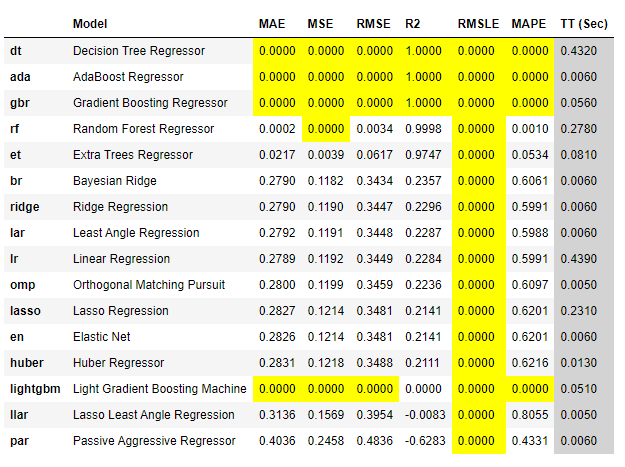 Model MAE MSE RMSE R2 RMSLE MAPE TT (Sec)
dt Decision Tree Regressor 0.0000 0.0000 0.0000 1.0000 0.0000 0.0000 0.4320
ada AdaBoost Regressor 0.0000 0.0000 0.0000 1.0000 0.0000 0.0000 0.0060
gbr Gradient Boosting Regressor 0.0000 0.0000 0.0000 1.0000 0.0000 0.0000 0.0560
rf Random Forest Regressor 0.0002 0.0000 0.0034 0.9998 0.0000 0.0010 0.2780
et Extra Trees Regressor 0.0217 0.0039 0.0617 0.9747 0.0000 0.0534 0.0810
br Bayesian Ridge 0.2790 0.1182 0.3434 0.2357 0.0000 0.6061 0.0060
ridge Ridge Regression 0.2790 0.1190 0.3447 0.2296 0.0000 0.5991 0.0060
lar Least Angle Regression 0.2792 0.1191 0.3448 0.2287 0.0000 0.5988 0.0060
lr Linear Regression 0.2789 0.1192 0.3449 0.2284 0.0000 0.5991 0.4390
omp Orthogonal Matching Pursuit 0.2800 0.1199 0.3459 0.2236 0.0000 0.6097 0.0050
lasso Lasso Regression 0.2827 0.1214 0.3481 0.2141 0.0000 0.6201 0.2310
en Elastic Net 0.2826 0.1214 0.3481 0.2141 0.0000 0.6201 0.0060
huber Huber Regressor 0.2831 0.1218 0.3488 0.2111 0.0000 0.6216 0.0130
lightgbm Light Gradient Boosting Machine 0.0000 0.0000 0.0000 0.0000 0.0000 0.0000 0.0510
llar Lasso Least Angle Regression 0.3136 0.1569 0.3954 -0.0083 0.0000 0.8055 0.0050
par Passive Aggressive Regressor 0.4036 0.2458 0.4836 -0.6283 0.0000 0.4331 0.0060